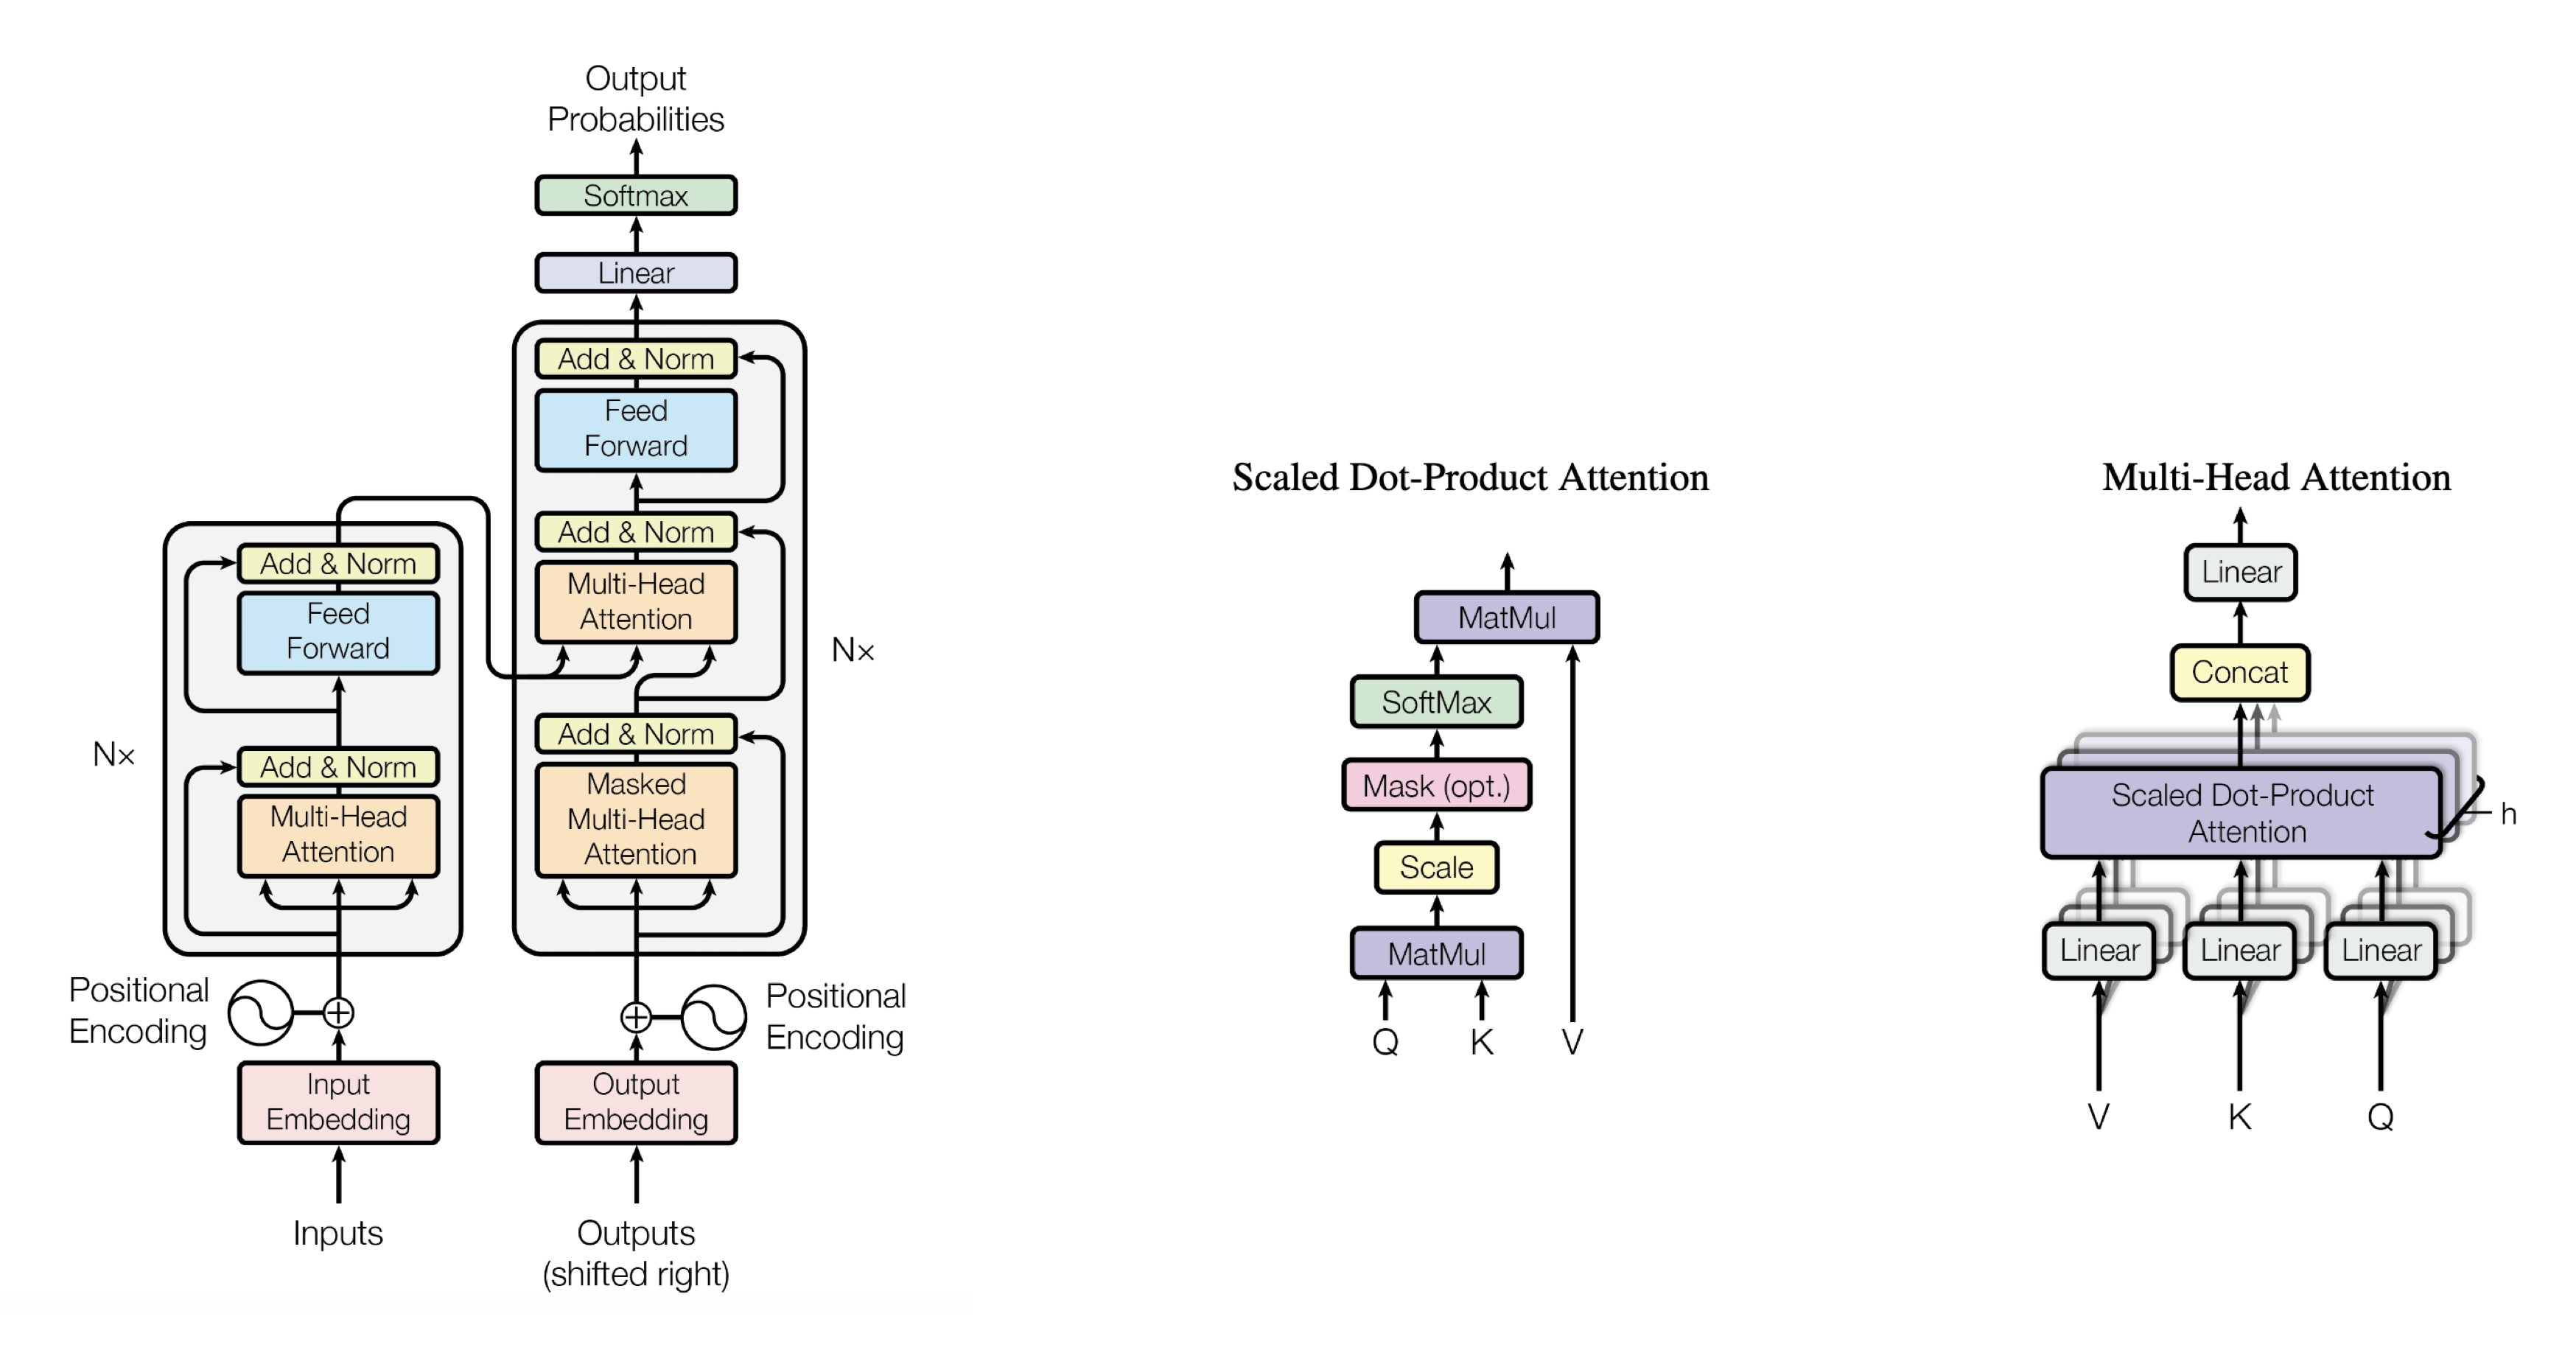 Output
Probabilities
Softmax
Linear
Add & Norm
Feed
Forward
Add & Norm
Multi-Head
Attention
Nx
Add & Norm
Masked
Multi-Head
Attention
Positional
Encoding
Output
Embedding
Outputs
(shifted right)
Add & Norm
Feed
Forward
Nx
Add & Norm
Multi-Head
Attention
Positional
Encoding
Input
Embedding
Inputs
Scaled Dot-Product Attention
MatMul
SoftMax
Mask (opt.)
Scale
MatMul
Q K V
Multi-Head Attention
Linear
Concat
Scaled Dot-Product
Attention
h
Linear Linear Linear
V K Q